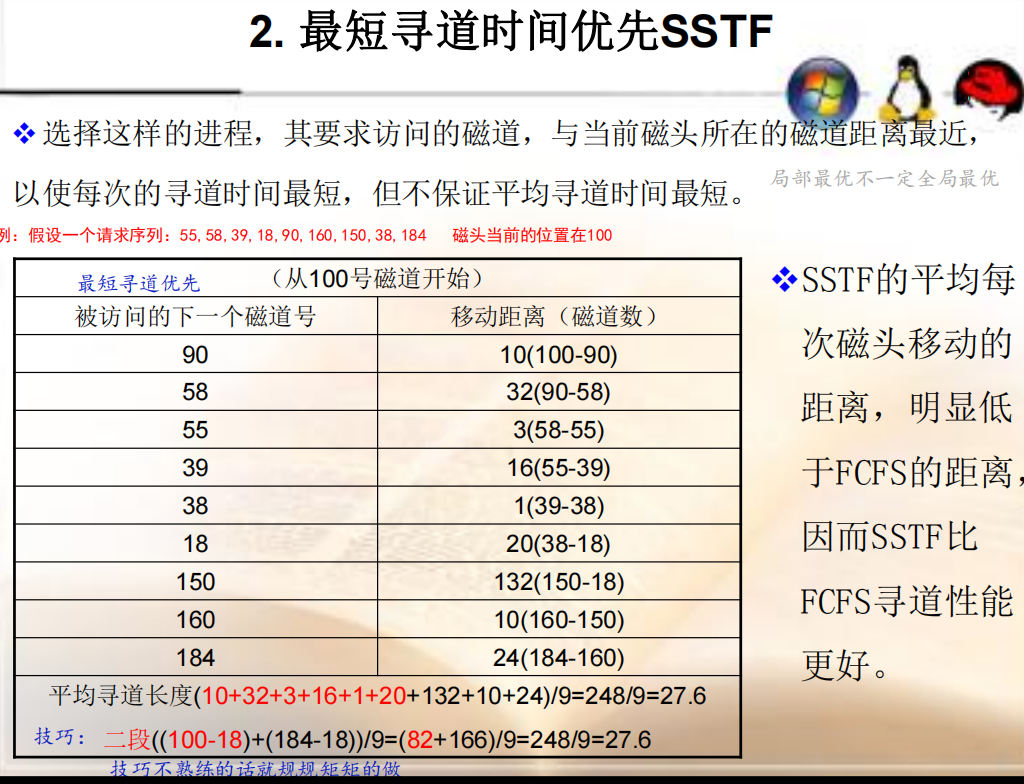 2. 最短寻道时间优先SSTF
❖选择这样的进程，其要求访问的磁道，与当前磁头所在的磁道距离最近，
以使每次的寻道时间最短，但不保证平均寻道时间最短。
局部最优不一定全局最优
例：假设一个请求序列：55,58,39,18,90,160,150,38,184 磁头当前的位置在100
最短寻道优先 （从100号磁道开始）
被访问的下一个磁道号 移动距离（磁道数）
90 10(100-90)
58 32(90-58)
55 3(58-55)
39 16(55-39)
38 1(39-38)
18 20(38-18)
150 132(150-18)
160 10(160-150)
184 24(184-160)
平均寻道长度(10+32+3+16+1+20+132+10+24)/9=248/9=27.6
技巧： 二段((100-18)+(184-18))/9=(82+166)/9=248/9=27.6
技巧不熟练的话就规规矩矩的做
❖SSTF的平均每
次磁头移动的
距离，明显低
于FCFS的距离，
因而SSTF比
FCFS寻道性能
更好。